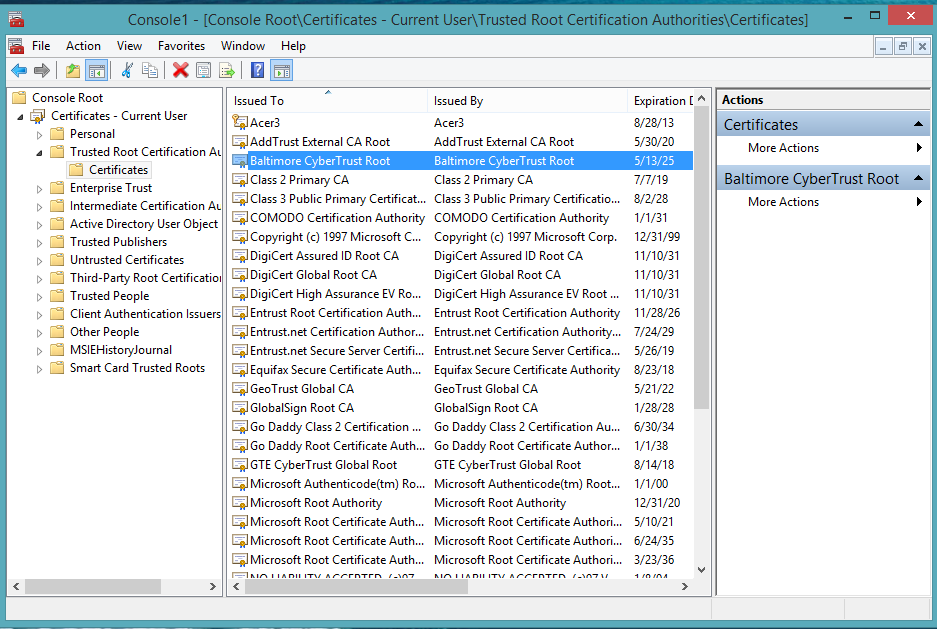 Console1 - [Console Root\Certificates - Current User\Trusted Root Certification Authorities\Certificates]
File Action View Favorites Window Help
Console Root
Certificates - Current User
Personal
Trusted Root Certification Au
Certificates
Enterprise Trust
Intermediate Certification Au
Active Directory User Object
Trusted Publishers
Untrusted Certificates
Third-Party Root Certification
Trusted People
Client Authentication Issuers
Other People
MSIEHistoryJournal
Smart Card Trusted Roots
Issued To Issued By Expiration D
Acer3 Acer3 8/28/13
AddTrust External CA Root AddTrust External CA Root 5/30/20
Baltimore CyberTrust Root Baltimore CyberTrust Root 5/13/25
Class 2 Primary CA Class 2 Primary CA 7/7/19
Class 3 Public Primary Certificat... Class 3 Public Primary Certificatio... 8/2/28
COMODO Certification Authority COMODO Certification Authority 1/1/31
Copyright (c) 1997 Microsoft C... Copyright (c) 1997 Microsoft Corp. 12/31/99
DigiCert Assured ID Root CA DigiCert Assured ID Root CA 11/10/31
DigiCert Global Root CA DigiCert Global Root CA 11/10/31
DigiCert High Assurance EV Ro... DigiCert High Assurance EV Root ... 11/10/31
Entrust Root Certification Auth... Entrust Root Certification Authority 11/28/26
Entrust.net Certification Author... Entrust.net Certification Authority... 7/24/29
Entrust.net Secure Server Certifi... Entrust.net Secure Server Certifica... 5/26/19
Equifax Secure Certificate Auth... Equifax Secure Certificate Authority 8/23/18
GeoTrust Global CA GeoTrust Global CA 5/21/22
GlobalSign Root CA GlobalSign Root CA 1/28/28
Go Daddy Class 2 Certification ... Go Daddy Class 2 Certification Au... 6/30/34
Go Daddy Root Certificate Auth... Go Daddy Root Certificate Author... 1/1/38
GTE CyberTrust Global Root GTE CyberTrust Global Root 8/14/18
Microsoft Authenticode(tm) Ro... Microsoft Authenticode(tm) Root... 1/1/00
Microsoft Root Authority Microsoft Root Authority 12/31/20
Microsoft Root Certificate Auth... Microsoft Root Certificate Authori... 5/10/21
Microsoft Root Certificate Auth... Microsoft Root Certificate Authori... 6/24/35
Microsoft Root Certificate Auth... Microsoft Root Certificate Authori... 3/23/36
NO LIABILITY ACCEPTED, (c)97 ... NO LIABILITY ACCEPTED, (c)97 V... 1/8/04
Actions
Certificates
More Actions
Baltimore CyberTrust Root
More Actions